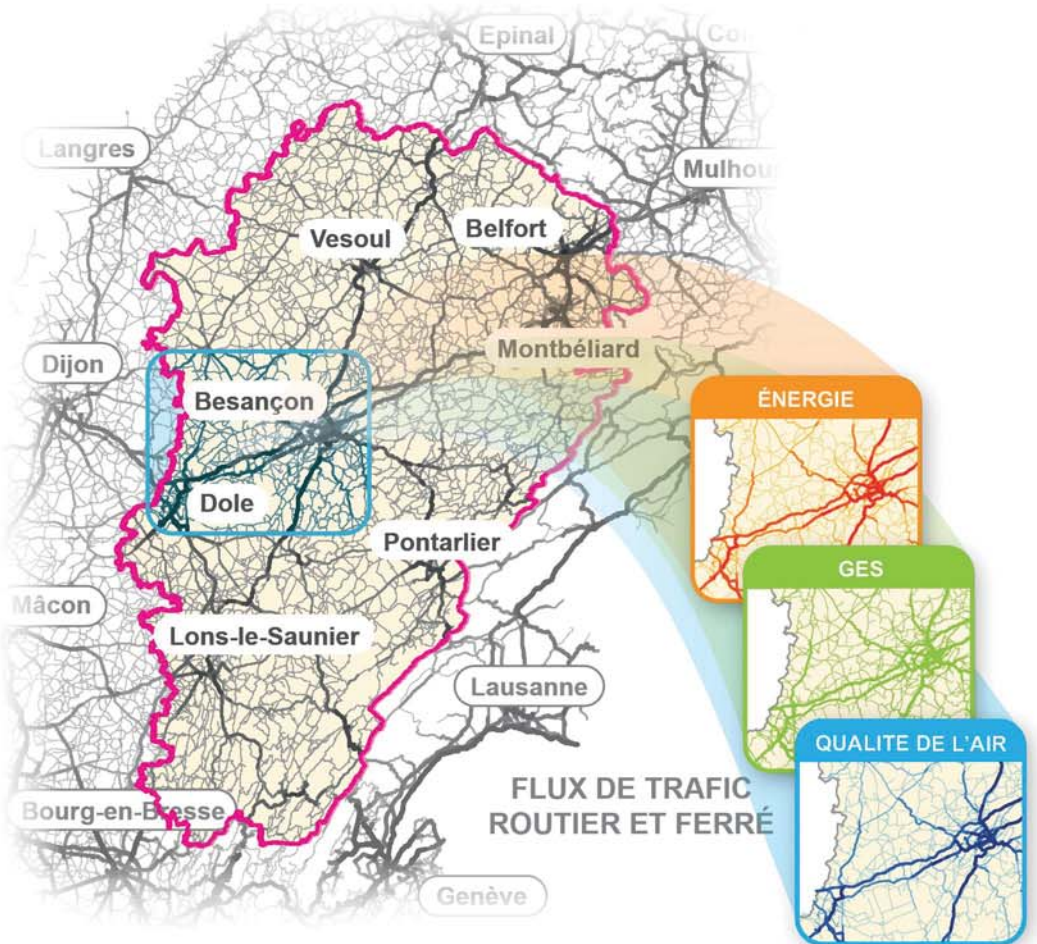 Epinal
Langres
Vesoul
Belfort
Dijon
Besançon
Montbéliard
Dole
Pontarlier
Mâcon
Lons-le-Saunier
Lausanne
Bourg-en-Bresse
Genève
ÉNERGIE
GES
QUALITE DE L'AIR
FLUX DE TRAFIC
ROUTIER ET FERRÉ